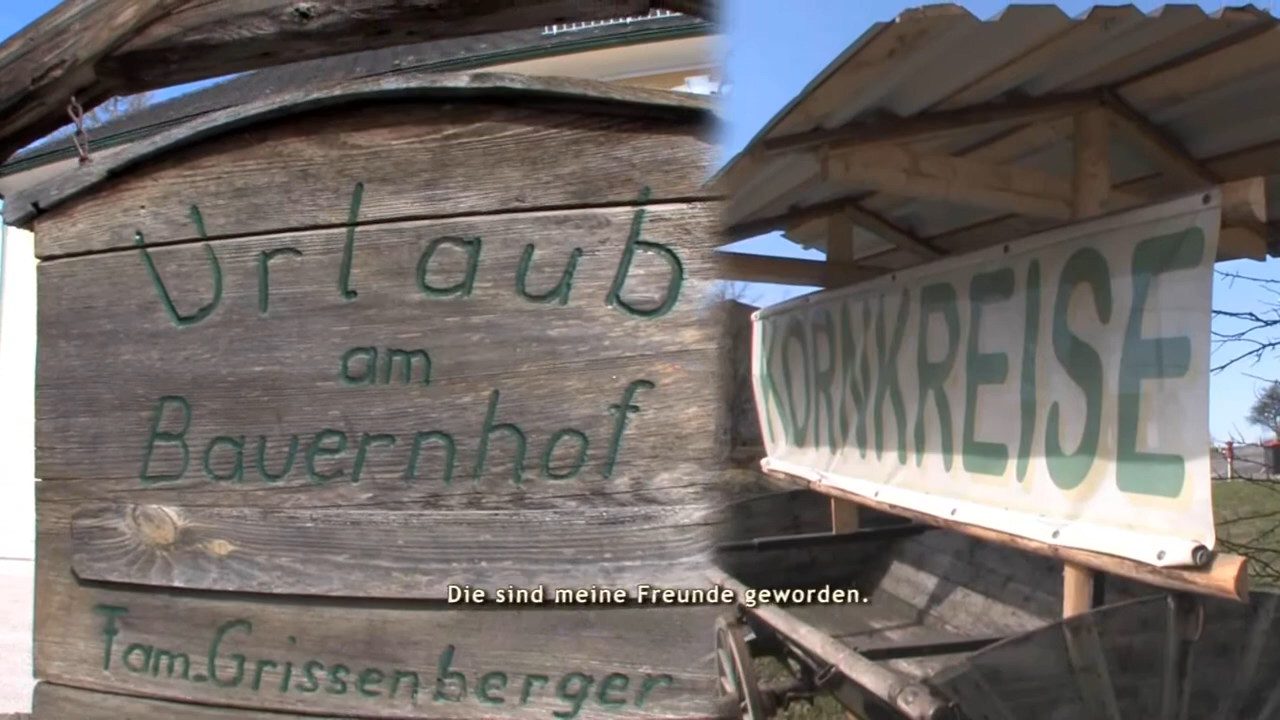 Urlaub
am
Bauernhof
Fam. Grissenberger
KORNKREISE
Die sind meine Freunde geworden.